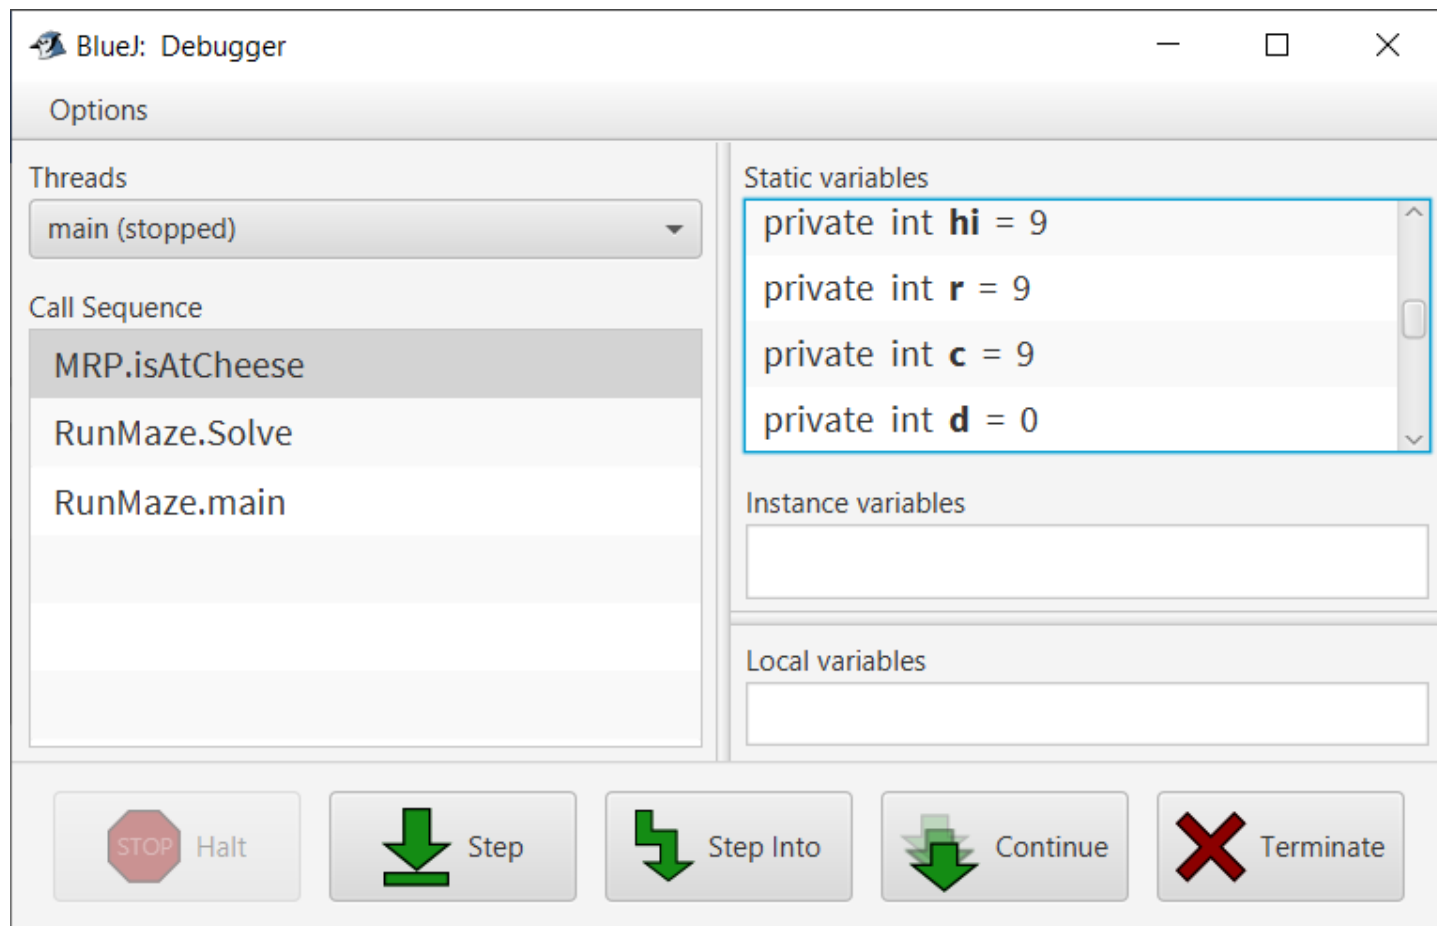 BlueJ: Debugger
Options
Threads
main (stopped)
Call Sequence
MRP.isAtCheese
RunMaze.Solve
RunMaze.main
Static variables
private int hi = 9
private int r = 9
private int c = 9
private int d = 0
Instance variables
Local variables
STOP Halt
Step
Step Into
Continue
Terminate